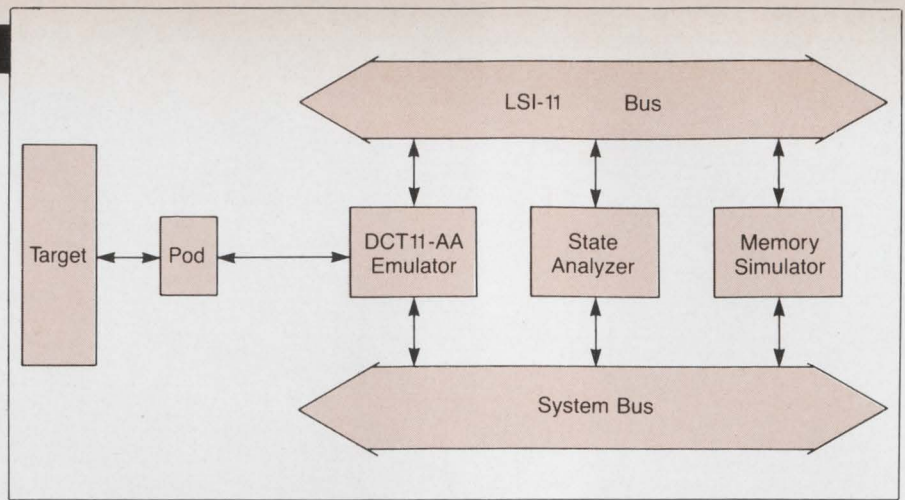 LSI-11 Bus
Target
Pod
DCT11-AA
Emulator
State
Analyzer
Memory
Simulator
System Bus